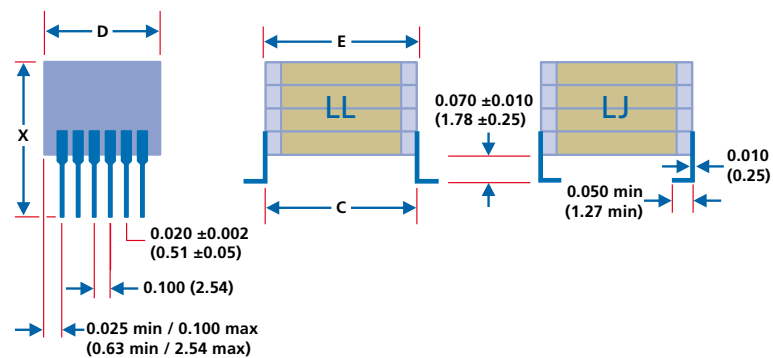 D
X
0.020 ±0.002
(0.51 ±0.05)
0.100 (2.54)
0.025 min / 0.100 max
(0.63 min / 2.54 max)
E
LL
C
0.070 ±0.010
(1.78 ±0.25)
LJ
0.010
(0.25)
0.050 min
(1.27 min)